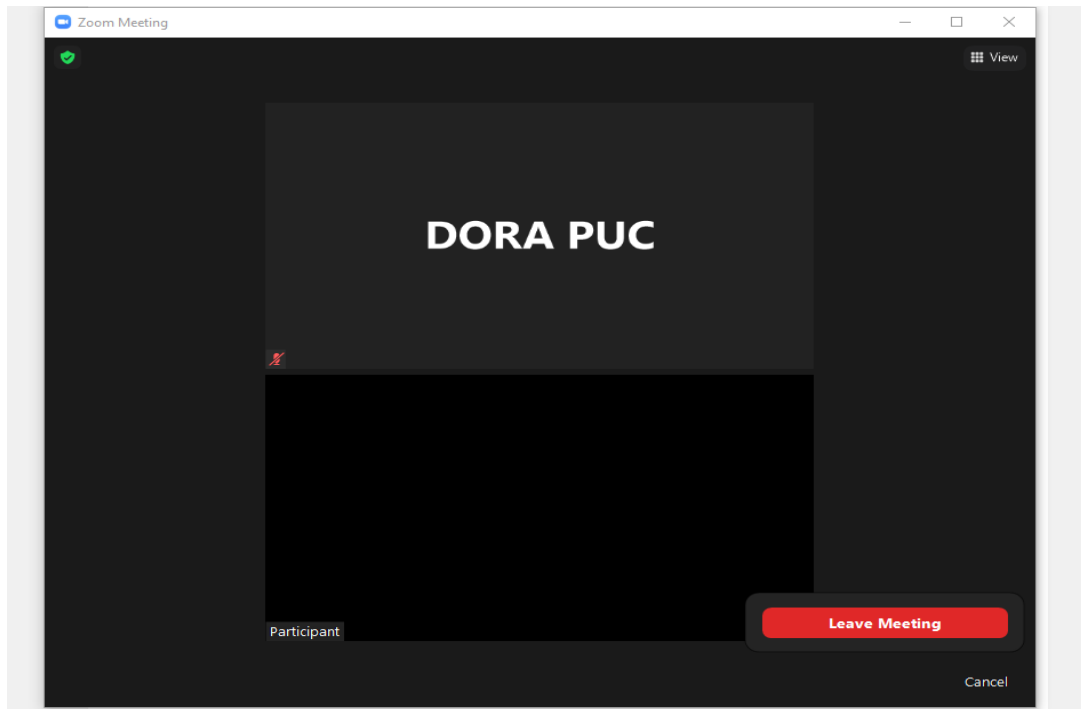 Zoom Meeting
View
DORA PUC
Participant
Leave Meeting
Cancel